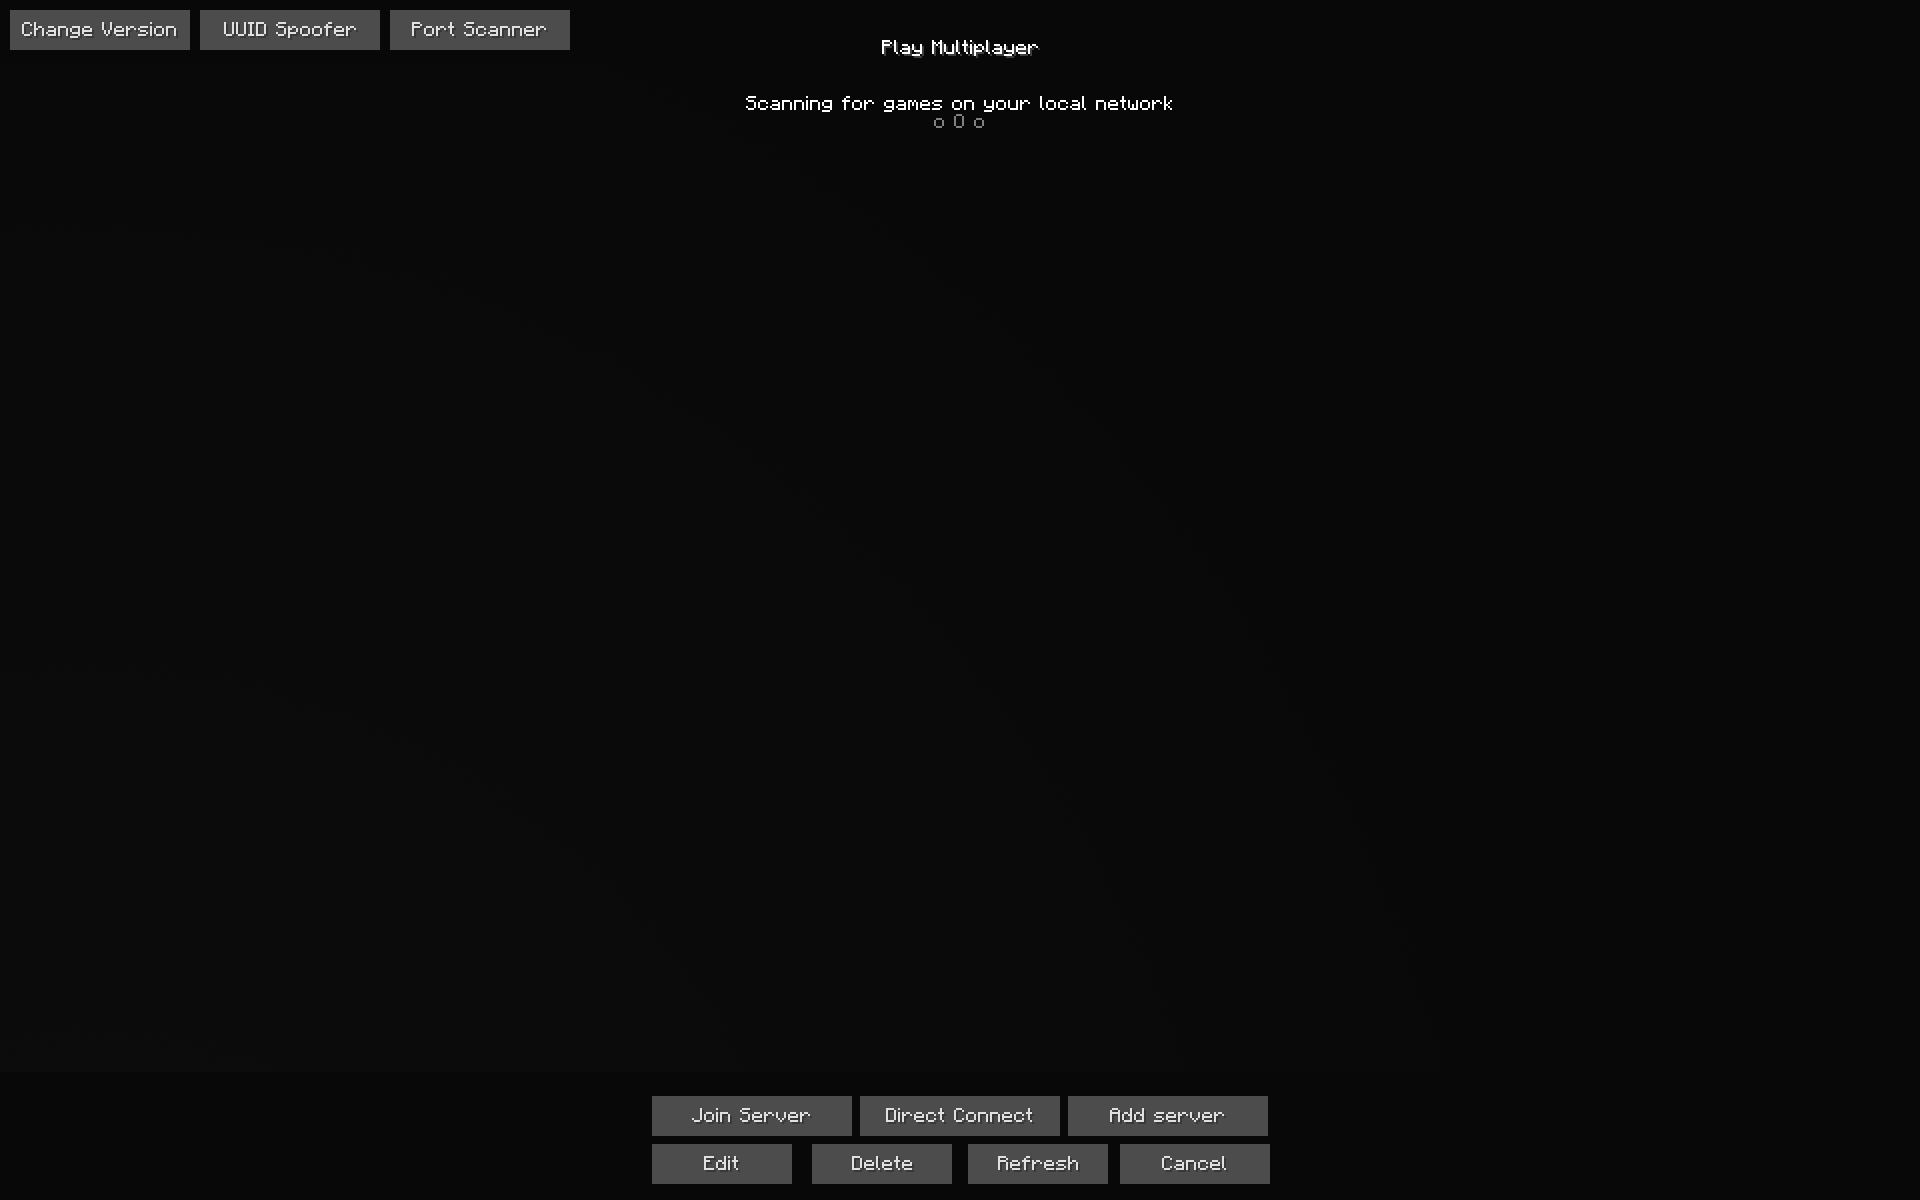 Change Version UUID Spoofer Port Scanner
Play Multiplayer
Scanning for games on your local network
o O o
Join Server Direct Connect Add server
Edit Delete Refresh Cancel